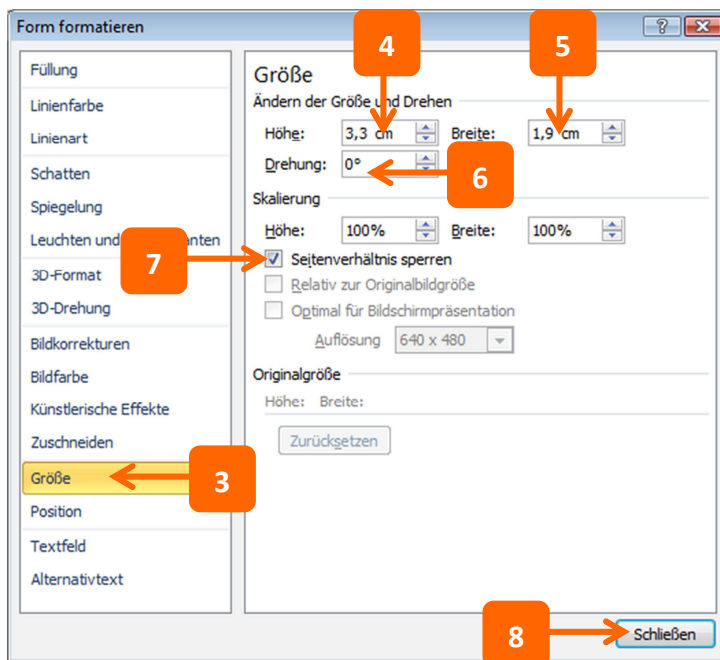 Form formatieren
Füllung
Linienfarbe
Linienart
Schatten
Spiegelung
Leuchten und anten
3D-Format
3D-Drehung
Bildkorrekturen
Bildfarbe
Künstlerische Effekte
Zuschneiden
Größe
Position
Textfeld
Alternativtext
3
4
5
6
7
8
Größe
Ändern der Größe und Drehen
Höhe: 3,3 cm Breite: 1,9 cm
Drehung: 0°
Skalierung
Höhe: 100% Breite: 100%
Seitenverhältnis sperren
Relativ zur Originalbildgröße
Optimal für Bildschirmpräsentation
Auflösung 640 x 480
Originalgröße
Höhe: Breite:
Zurücksetzen
Schließen